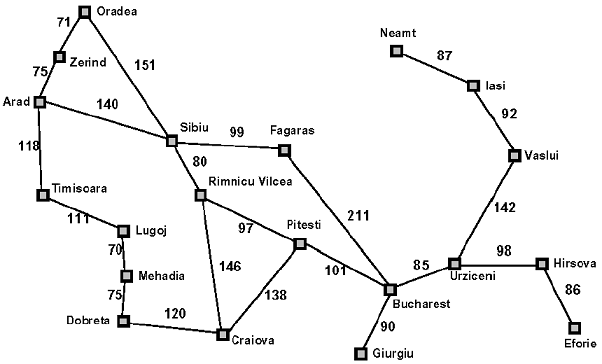 71
Oradea
Neamt
87
Zerind
75
151
Iasi
Arad
140
92
Sibiu
99
Fagaras
118
80
Vaslui
Timisoara
Rimnicu Vilcea
111
Lugoj
97
Pitesti
211
142
70
Mehadia
146
101
85
98
Hirsova
Urziceni
75
138
86
Bucharest
Dobreta
120
Craiova
90
Eforie
Giurgiu